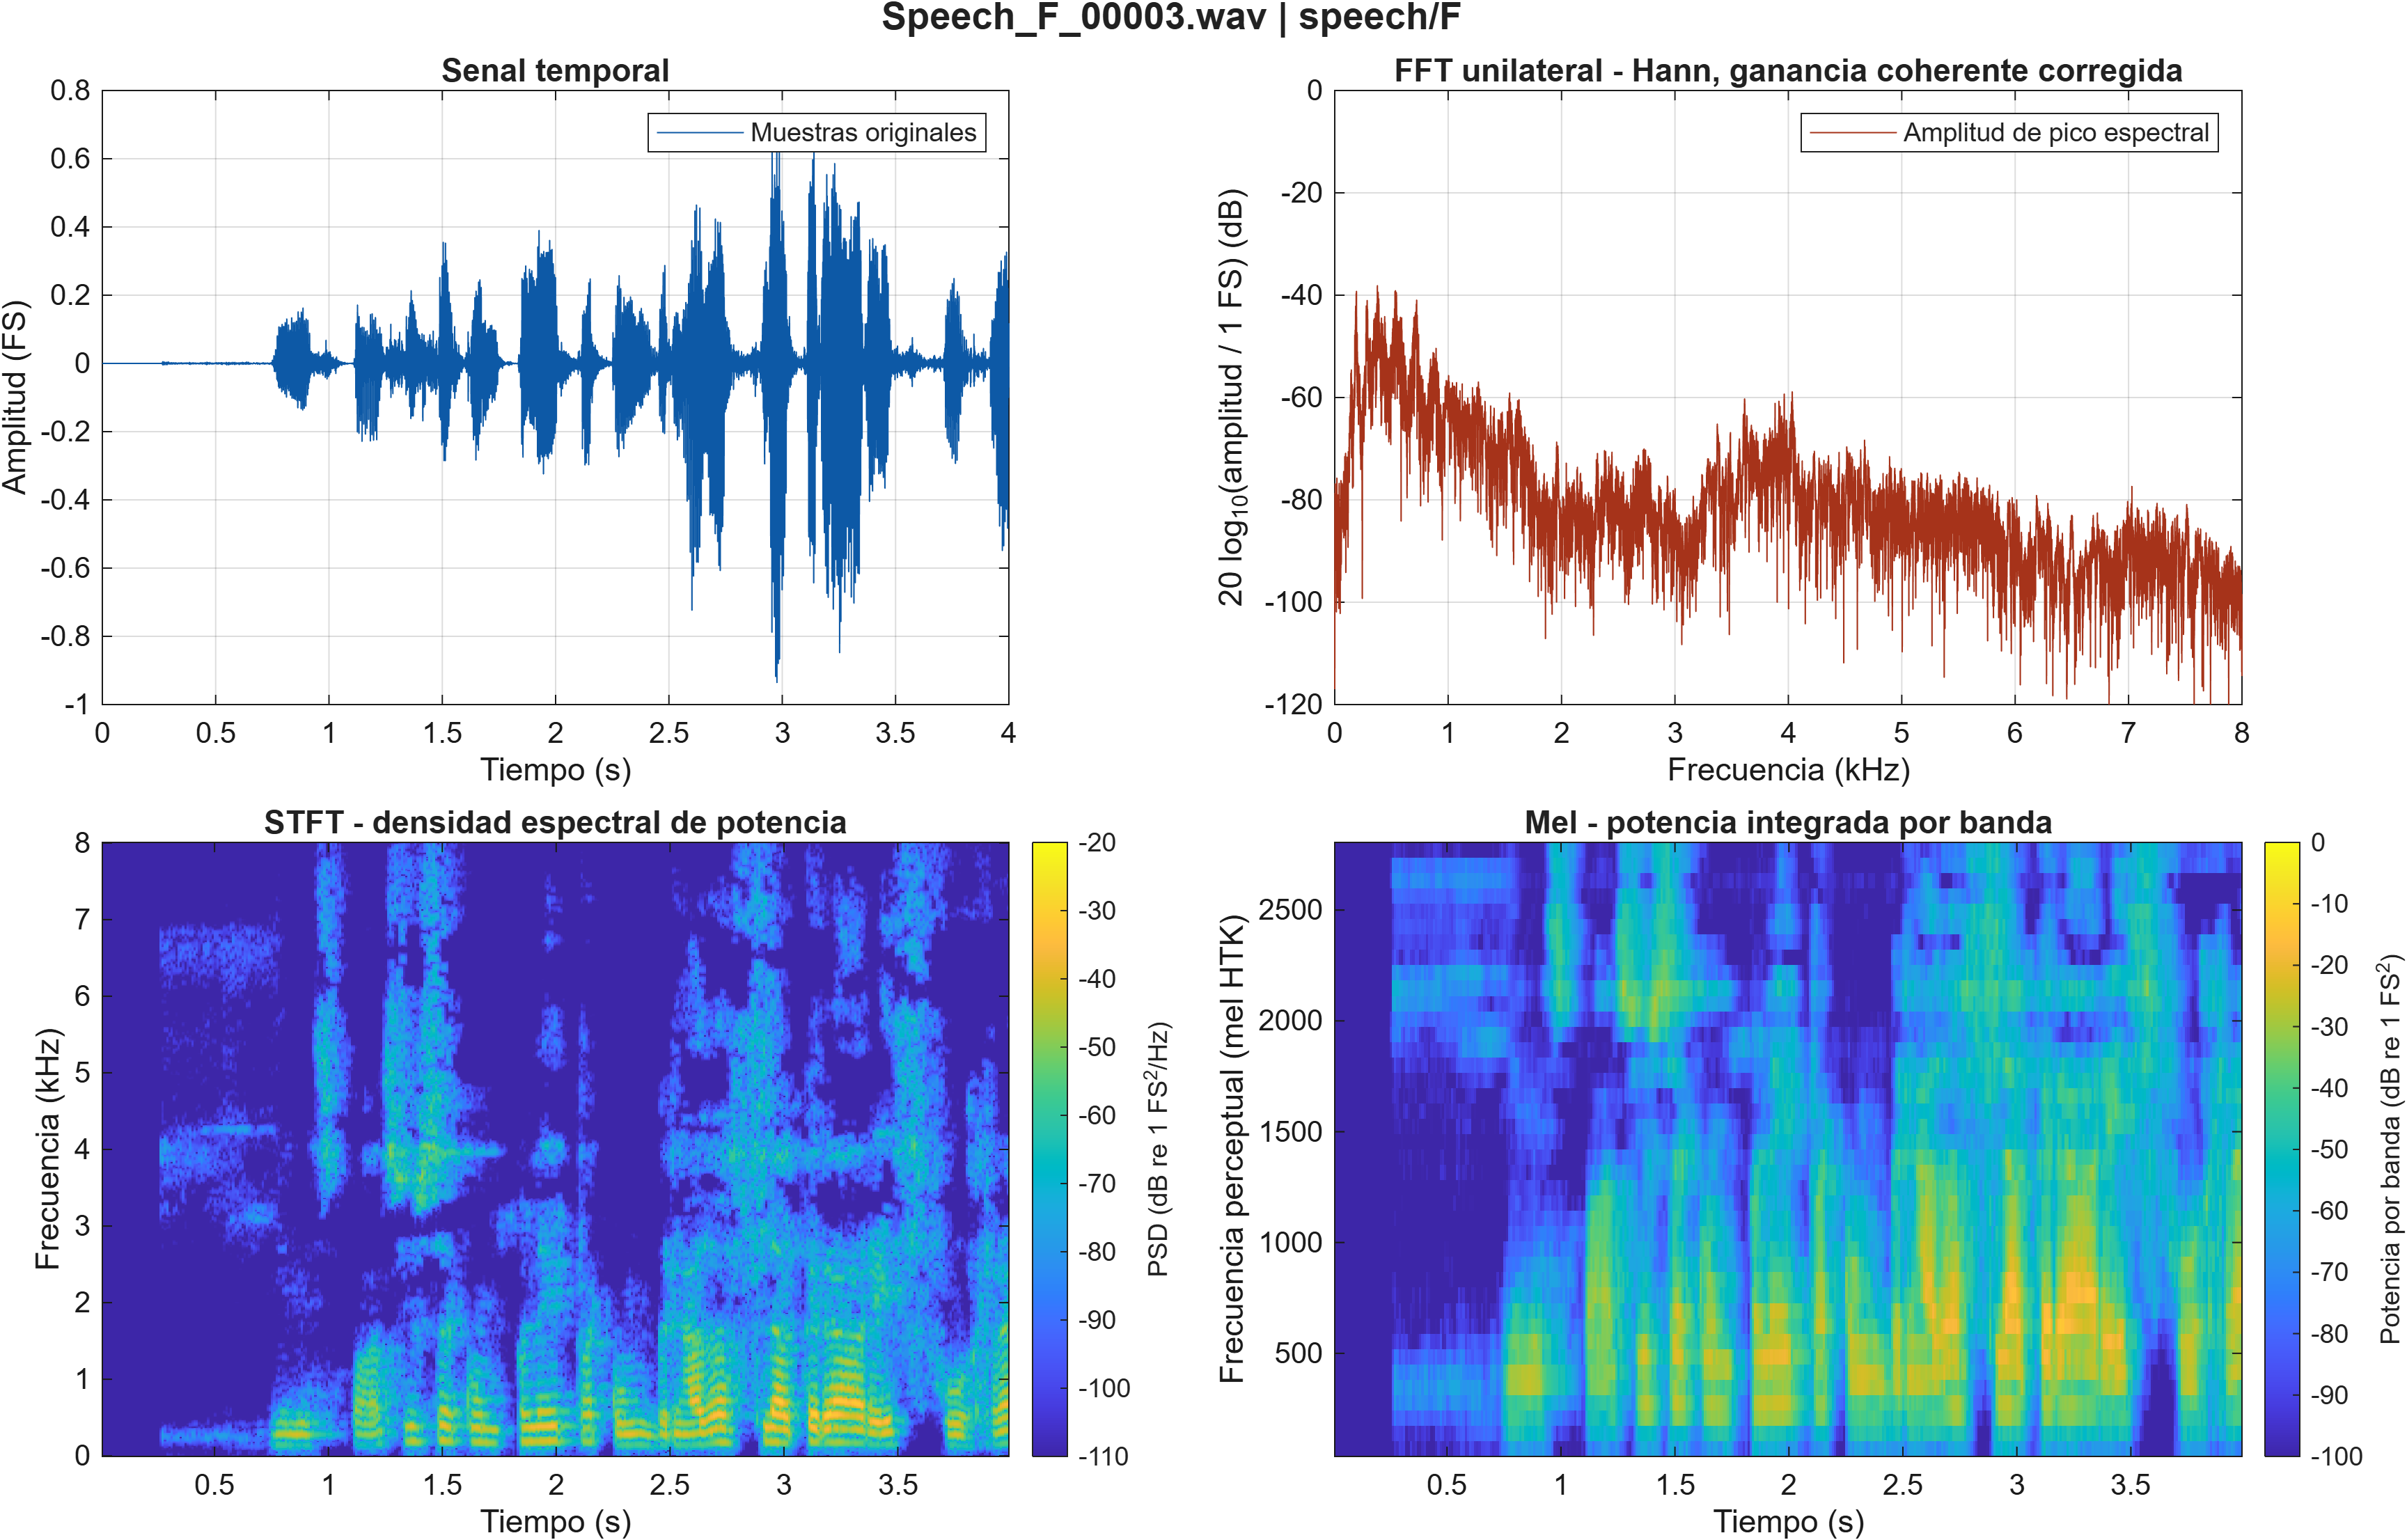 Speech_F_00003.wav | speech/F
Senal temporal
0.8
0.6
0.4
0.2
0
-0.2
-0.4
-0.6
-0.8
-1
Amplitud (FS)
Muestras originales
0 0.5 1 1.5 2 2.5 3 3.5 4
Tiempo (s)
FFT unilateral - Hann, ganancia coherente corregida
0
-20
-40
-60
-80
-100
-120
20 log10(amplitud / 1 FS) (dB)
Amplitud de pico espectral
0 1 2 3 4 5 6 7 8
Frecuencia (kHz)
STFT - densidad espectral de potencia
8
7
6
5
4
3
2
1
0
Frecuencia (kHz)
0.5 1 1.5 2 2.5 3 3.5
Tiempo (s)
-20
-30
-40
-50
-60
-70
-80
-90
-100
-110
PSD (dB re 1 FS²/Hz)
Mel - potencia integrada por banda
2500
2000
1500
1000
500
Frecuencia perceptual (mel HTK)
0.5 1 1.5 2 2.5 3 3.5
Tiempo (s)
0
-10
-20
-30
-40
-50
-60
-70
-80
-90
-100
Potencia por banda (dB re 1 FS²)